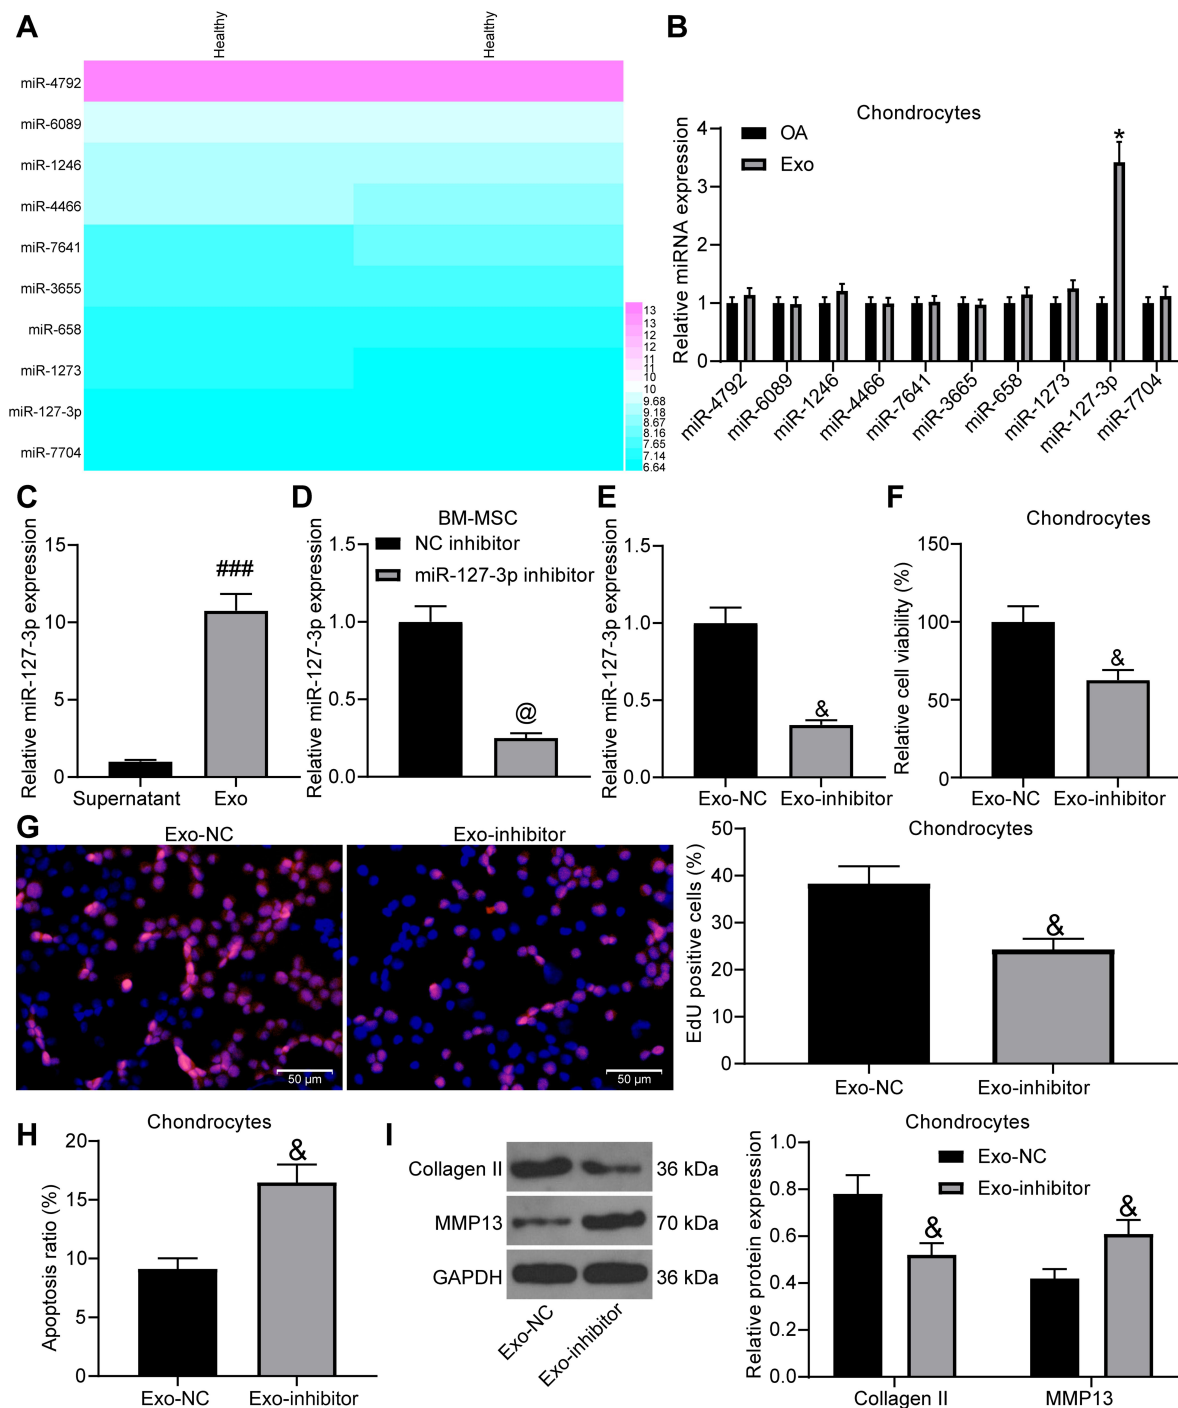 A
Healthy
Healthy
miR-4792
miR-6089
miR-1246
miR-4466
miR-7641
miR-3655
miR-658
miR-1273
miR-127-3p
miR-7704
13
13
12
12
11
11
10
10
9.68
9.18
8.67
8.16
7.65
7.14
6.64
B
Chondrocytes
OA
Exo
Relative miRNA expression
4
3
2
1
0
*
miR-4792
miR-6089
miR-1246
miR-4466
miR-7641
miR-3665
miR-658
miR-1273
miR-127-3p
miR-7704
C
Relative miR-127-3p expression
15
10
5
0
###
Supernatant
Exo
D
BM-MSC
NC inhibitor
miR-127-3p inhibitor
Relative miR-127-3p expression
1.5
1.0
0.5
0.0
@
E
Relative miR-127-3p expression
1.5
1.0
0.5
0.0
&
Exo-NC
Exo-inhibitor
F
Chondrocytes
Relative cell viability (%)
150
100
50
0
&
Exo-NC
Exo-inhibitor
G
Exo-NC
Exo-inhibitor
50 μm
50 μm
Chondrocytes
EdU positive cells (%)
50
40
30
20
10
0
&
Exo-NC
Exo-inhibitor
H
Chondrocytes
Apoptosis ratio (%)
20
15
10
5
0
&
Exo-NC
Exo-inhibitor
I
Collagen II
36 kDa
MMP13
70 kDa
GAPDH
36 kDa
Exo-NC
Exo-inhibitor
Chondrocytes
Exo-NC
Exo-inhibitor
Relative protein expression
1.0
0.8
0.6
0.4
0.2
0.0
&
&
Collagen II
MMP13